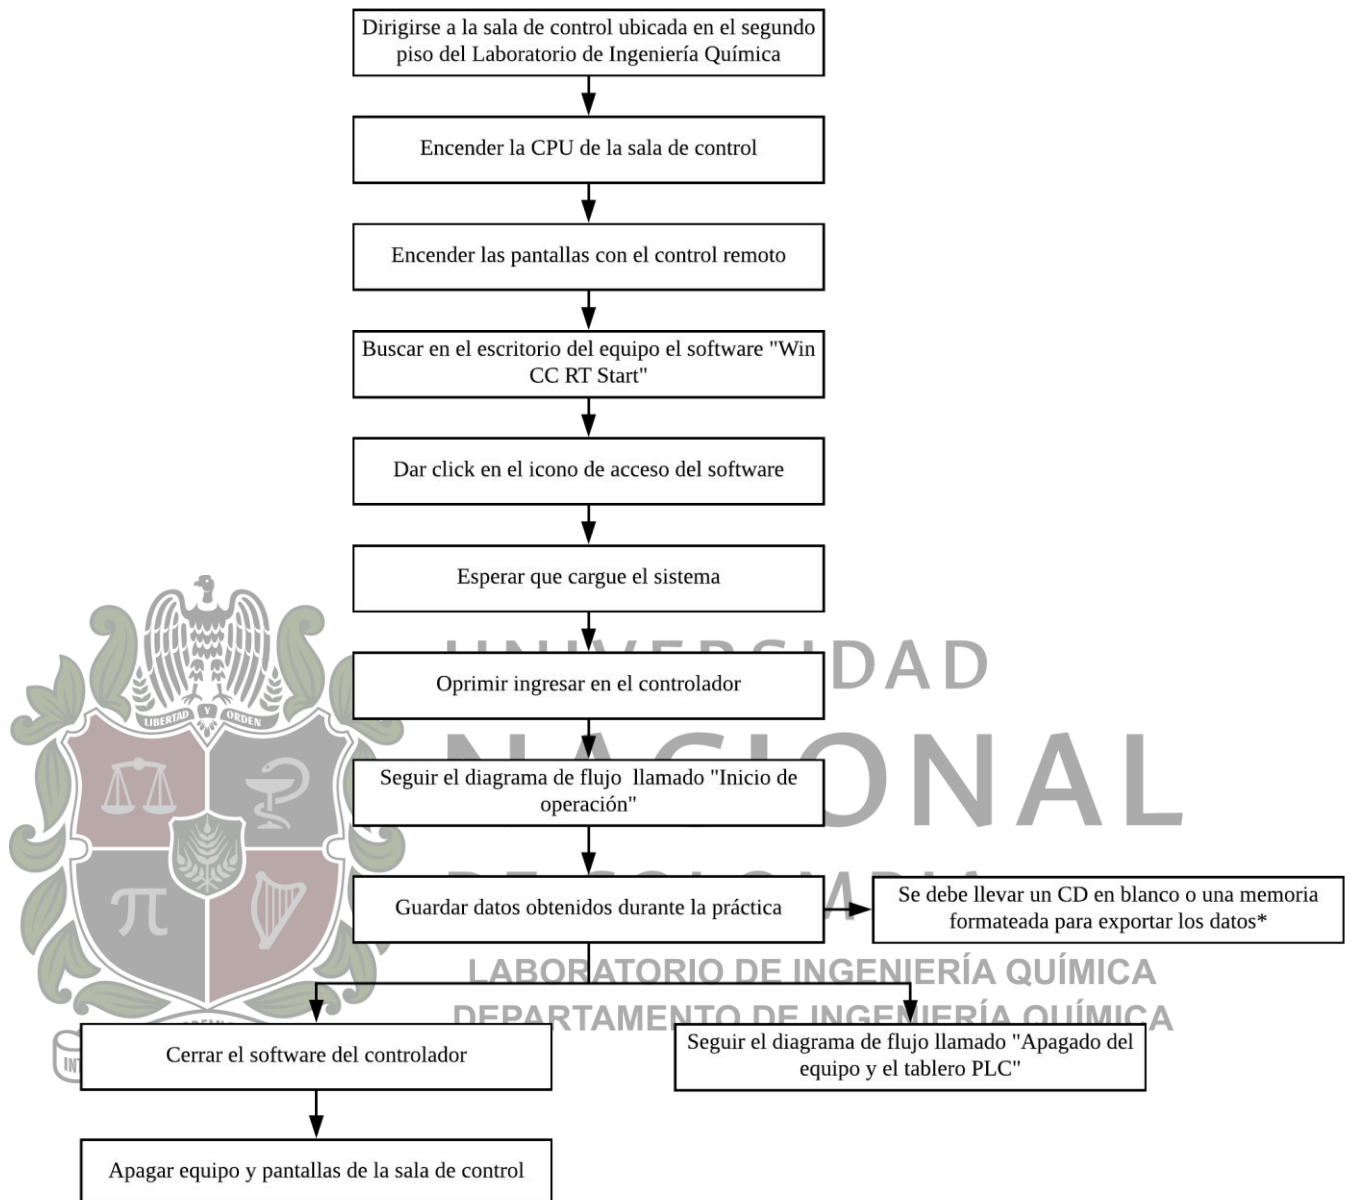 Dirigirse a la sala de control ubicada en el segundo
piso del Laboratorio de Ingeniería Química
Encender la CPU de la sala de control
Encender las pantallas con el control remoto
Buscar en el escritorio del equipo el software "Win
CC RT Start"
Dar click en el icono de acceso del software
Esperar que cargue el sistema
UNIVERSIDAD
Oprimir ingresar en el controlador
LIBERTAD Y ORDEN
NACIONAL
Seguir el diagrama de flujo llamado "Inicio de
operación"
π
DE COLOMBIA
Guardar datos obtenidos durante la práctica
Se debe llevar un CD en blanco o una memoria
formateada para exportar los datos*
LABORATORIO DE INGENIERÍA QUÍMICA
DEPARTAMENTO DE INGENIERÍA QUÍMICA
Cerrar el software del controlador
Seguir el diagrama de flujo llamado "Apagado del
equipo y el tablero PLC"
Apagar equipo y pantallas de la sala de control